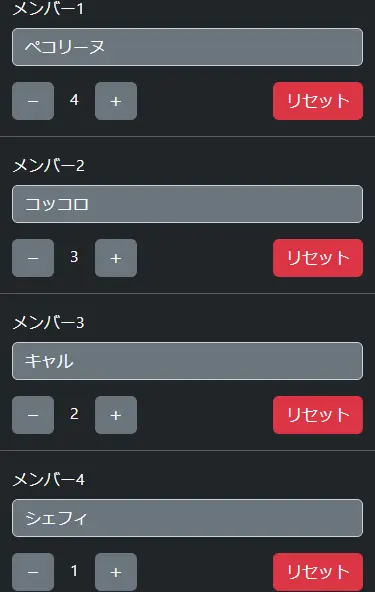 メンバー1
ペコリーヌ
− 4 + リセット
メンバー2
コッコロ
− 3 + リセット
メンバー3
キャル
− 2 + リセット
メンバー4
シェフィ
− 1 + リセット